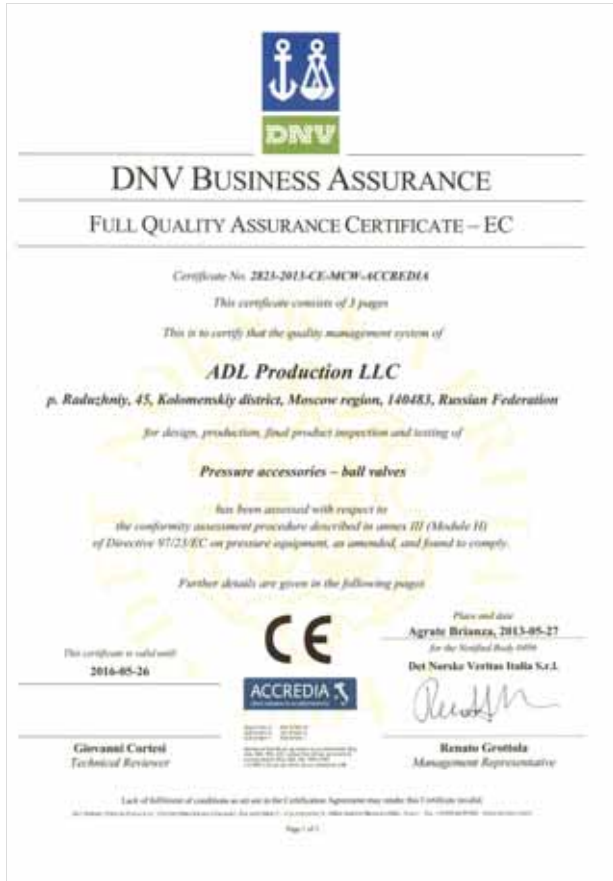 DNV
DNV BUSINESS ASSURANCE
FULL QUALITY ASSURANCE CERTIFICATE – EC
Certificate No. 2823-2013-CE-MCW-ACCREDIA
This certificate consists of 3 pages
This is to certify that the quality management system of
ADL Production LLC
p. Raduzhniy, 45, Kolomenskiy district, Moscow region, 140483, Russian Federation
for design, production, final product inspection and testing of
Pressure accessories – ball valves
has been assessed with respect to
the conformity assessment procedure described in annex III (Module H)
of Directive 97/23/EC on pressure equipment, as amended, and found to comply.
Further details are given in the following pages
This certificate is valid until:
2016-05-26
CE
ACCREDIA
Place and date
Agrate Brianza, 2013-05-27
for the Notified Body 0496
Det Norske Veritas Italia S.r.l.
Giovanni Cortesi
Technical Reviewer
Renato Grottola
Management Representative
Lack of fulfilment of conditions as set out in the Certification Agreement may render this Certificate invalid.
Page 1 of 3